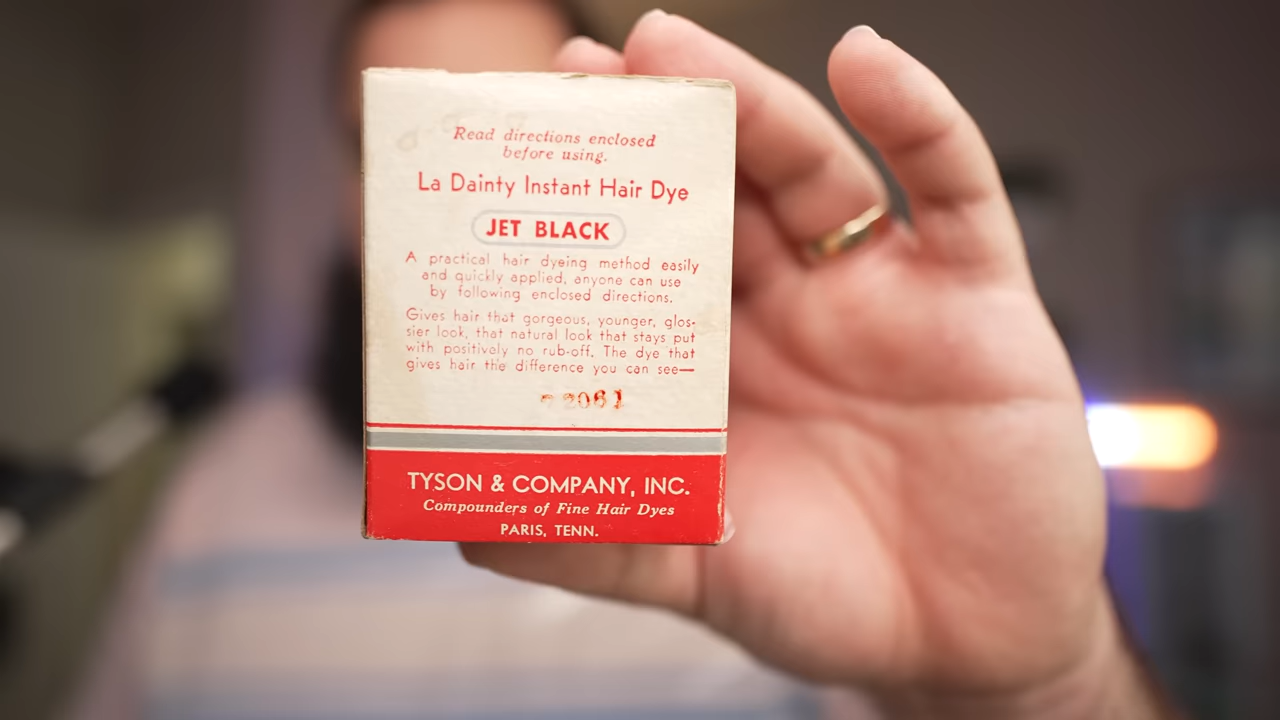 Read directions enclosed
before using.
La Dainty Instant Hair Dye
JET BLACK
A practical hair dyeing method easily
and quickly applied, anyone can use
by following enclosed directions.
Gives hair that gorgeous, younger, glos-
sier look, that natural look that stays put
with positively no rub-off. The dye that
gives hair the difference you can see—
2061
TYSON & COMPANY, INC.
Compounders of Fine Hair Dyes
PARIS, TENN.